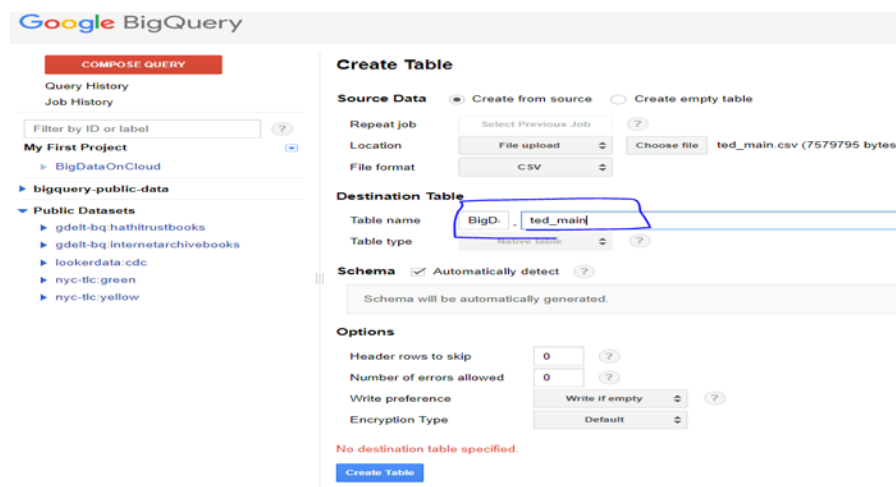 Google BigQuery
COMPOSE QUERY
Query History
Job History
Filter by ID or label ?
My First Project
BigDataOnCloud
bigquery-public-data
Public Datasets
gdelt-bq:hathitrustbooks
gdelt-bq:internetarchivebooks
lookerdata:cdc
nyc-tlc:green
nyc-tlc:yellow
Create Table
Source Data Create from source Create empty table
Repeat job Select Previous Job ?
Location File upload Choose file ted_main.csv (7579795 bytes
File format CSV
Destination Table
Table name BigD. . ted_main
Table type Native table ?
Schema Automatically detect ?
Schema will be automatically generated.
Options
Header rows to skip 0 ?
Number of errors allowed 0 ?
Write preference Write if empty ?
Encryption Type Default
No destination table specified.
Create Table